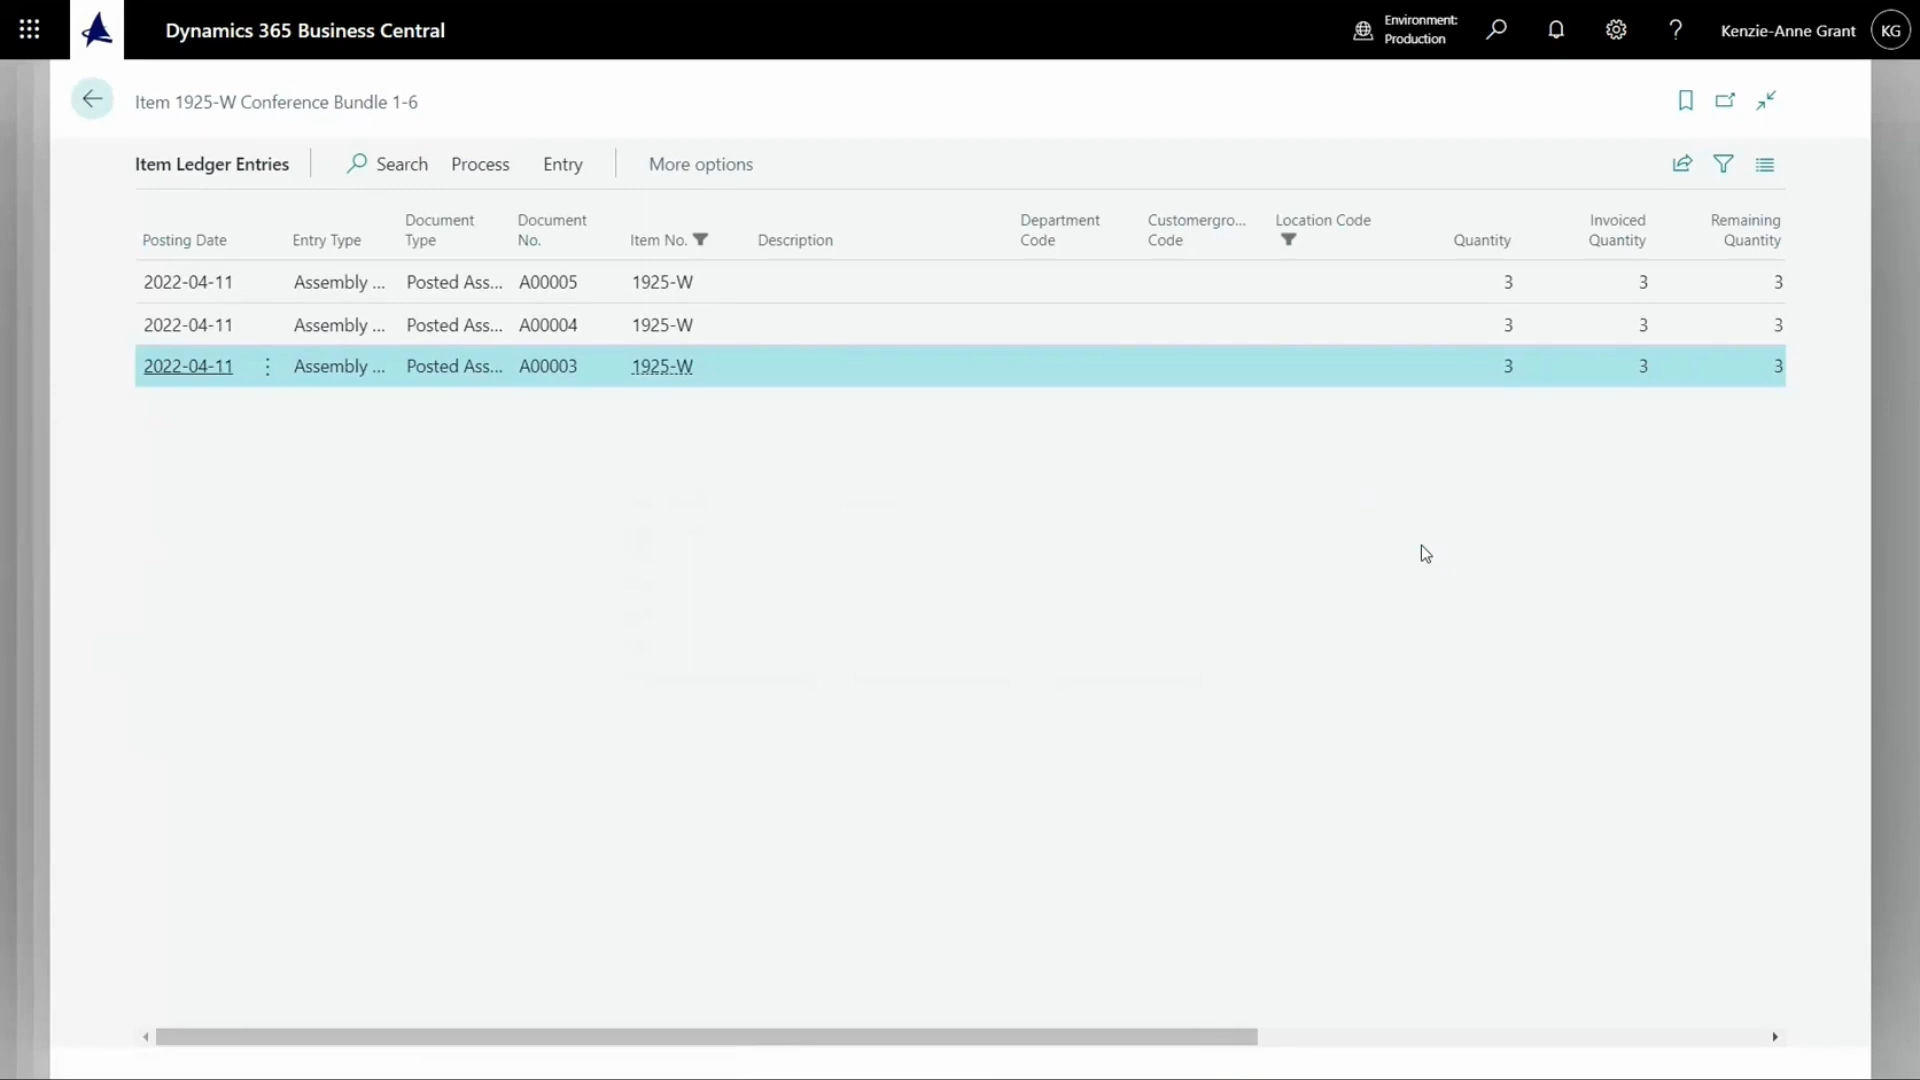 Dynamics 365 Business Central
Environment:
Production
?
Kenzie-Anne Grant
KG
Item 1925-W Conference Bundle 1-6
Item Ledger Entries
Search
Process
Entry
More options
Posting Date
Entry Type
Document
Type
Document
No.
Item No.
Description
Department
Code
Customergro...
Code
Location Code
Quantity
Invoiced
Quantity
Remaining
Quantity
2022-04-11 Assembly ... Posted Ass... A00005 1925-W 3 3 3
2022-04-11 Assembly ... Posted Ass... A00004 1925-W 3 3 3
2022-04-11 Assembly ... Posted Ass... A00003 1925-W 3 3 3